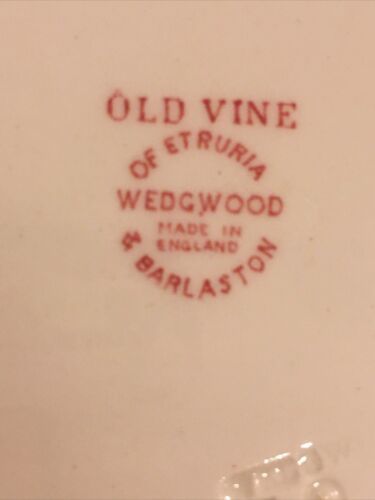 OLD VINE
OF ETRURIA
WEDGWOOD
MADE IN
ENGLAND
& BARLASTON